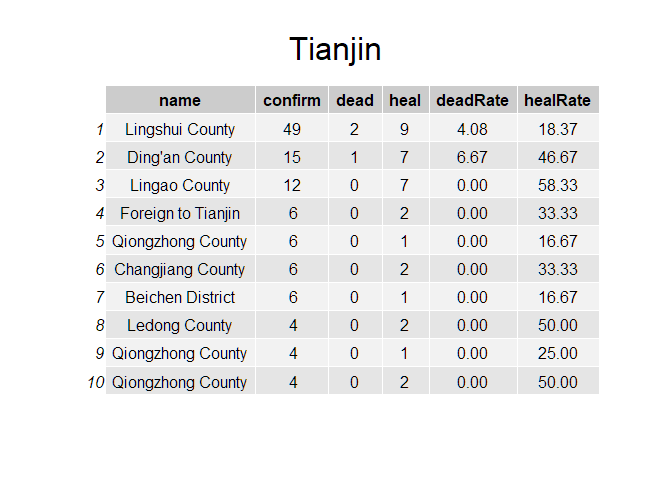 Tianjin
name confirm dead heal deadRate healRate
1 Lingshui County 49 2 9 4.08 18.37
2 Ding'an County 15 1 7 6.67 46.67
3 Lingao County 12 0 7 0.00 58.33
4 Foreign to Tianjin 6 0 2 0.00 33.33
5 Qiongzhong County 6 0 1 0.00 16.67
6 Changjiang County 6 0 2 0.00 33.33
7 Beichen District 6 0 1 0.00 16.67
8 Ledong County 4 0 2 0.00 50.00
9 Qiongzhong County 4 0 1 0.00 25.00
10 Qiongzhong County 4 0 2 0.00 50.00